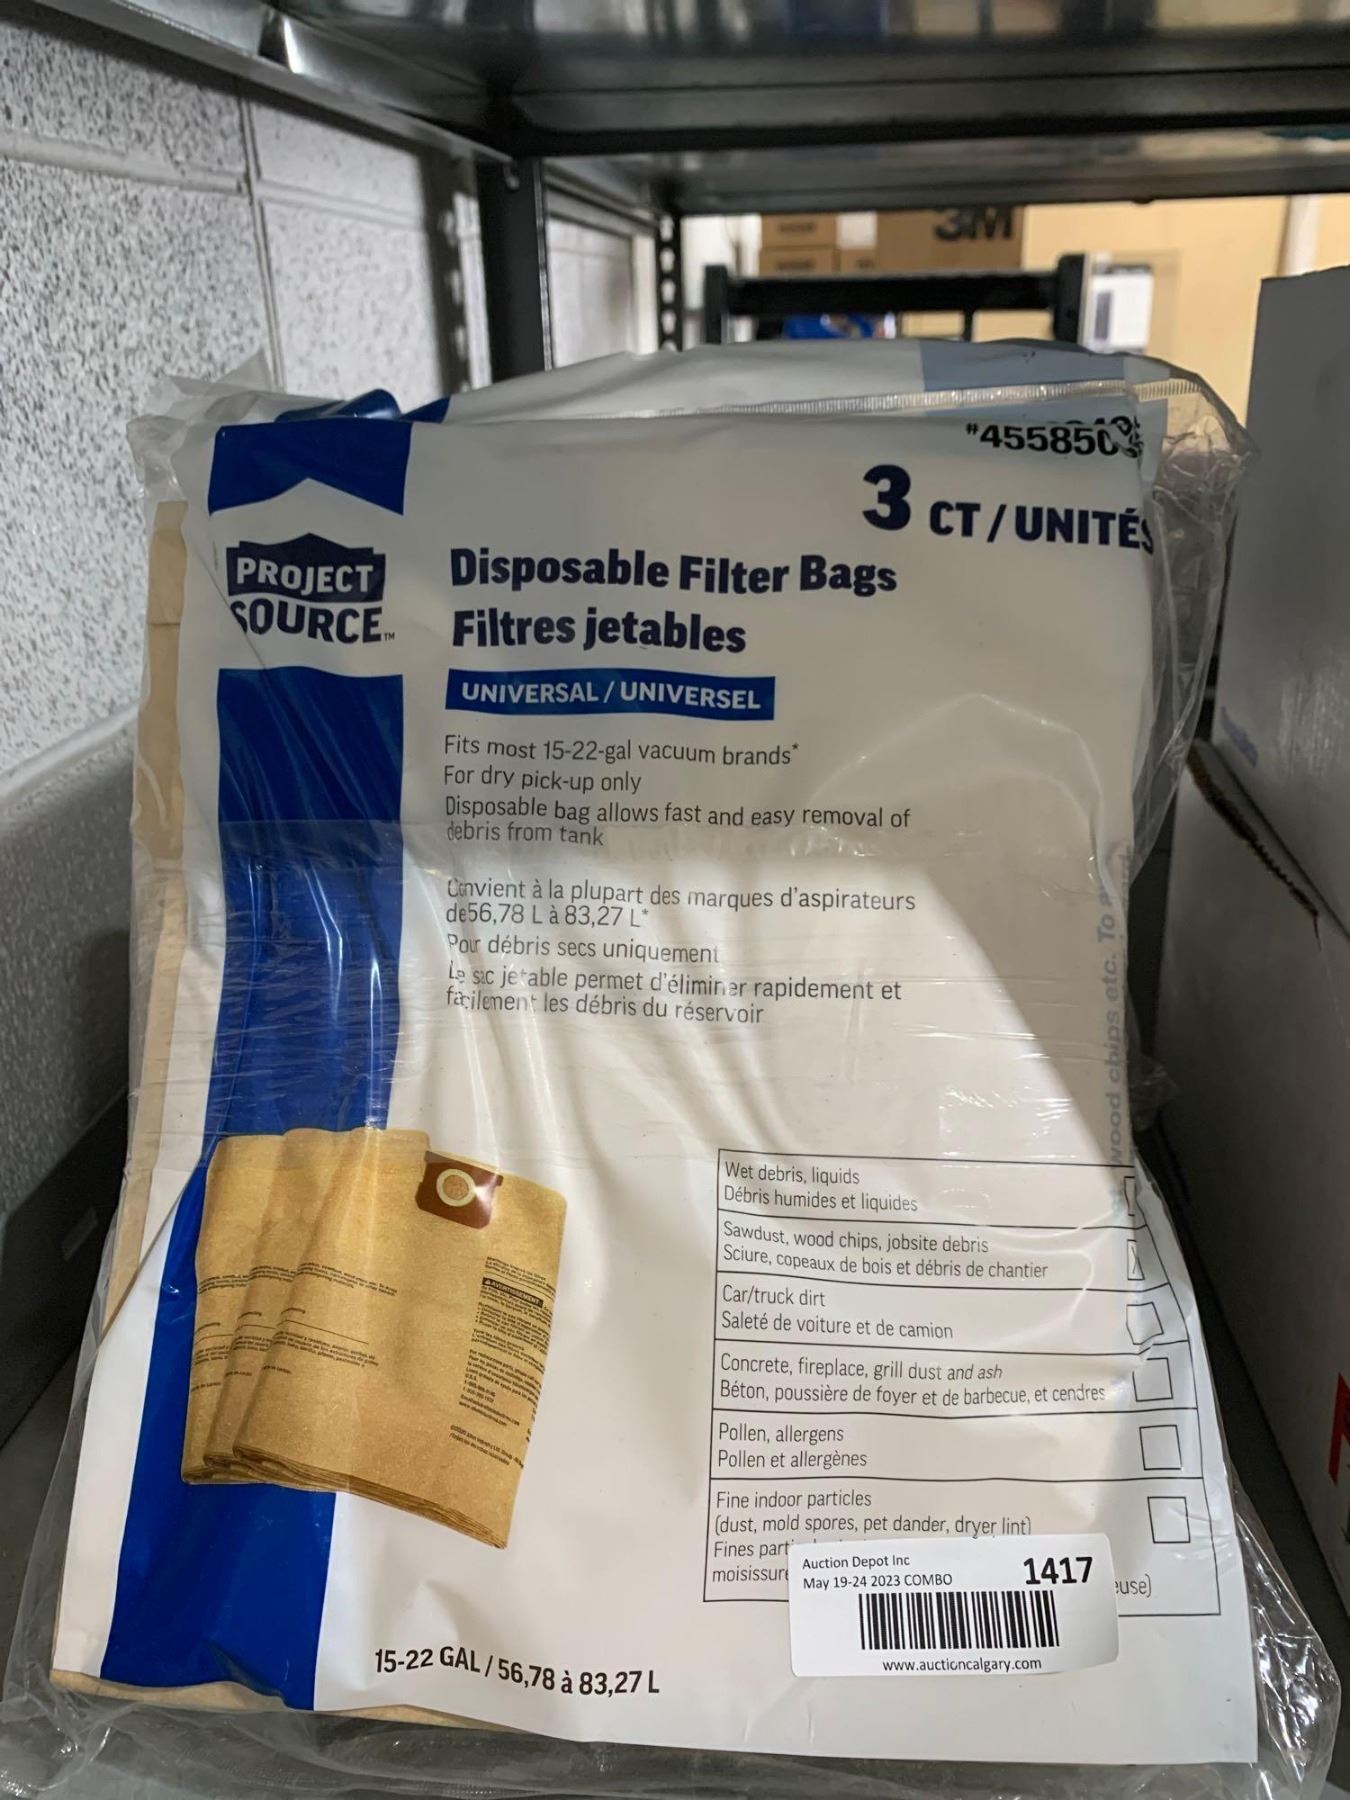 3M
3 CT / UNITÉS
PROJECT
SOURCE™
Disposable Filter Bags
Filtres jetables
UNIVERSAL / UNIVERSEL
Fits most 15-22-gal vacuum brands*
For dry pick-up only
Disposable bag allows fast and easy removal of
debris from tank
Convient à la plupart des marques d'aspirateurs
de56,78 L à 83,27 L*
Pour débris secs uniquement
Le sac jetable permet d'éliminer rapidement et
facilement les débris du réservoir
wood chips etc. To
Wet debris, liquids
Débris humides et liquides
Sawdust, wood chips, jobsite debris
Sciure, copeaux de bois et débris de chantier
Car/truck dirt
Saleté de voiture et de camion
Concrete, fireplace, grill dust and ash
Béton, poussière de foyer et de barbecue, et cendres
Pollen, allergens
Pollen et allergènes
Fine indoor particles
(dust, mold spores, pet dander, dryer lint)
Fines
Auction Depot Inc
May 19-24 2023 COMBO
1417
www.auctioncalgary.com
15-22 GAL / 56,78 à 83,27 L